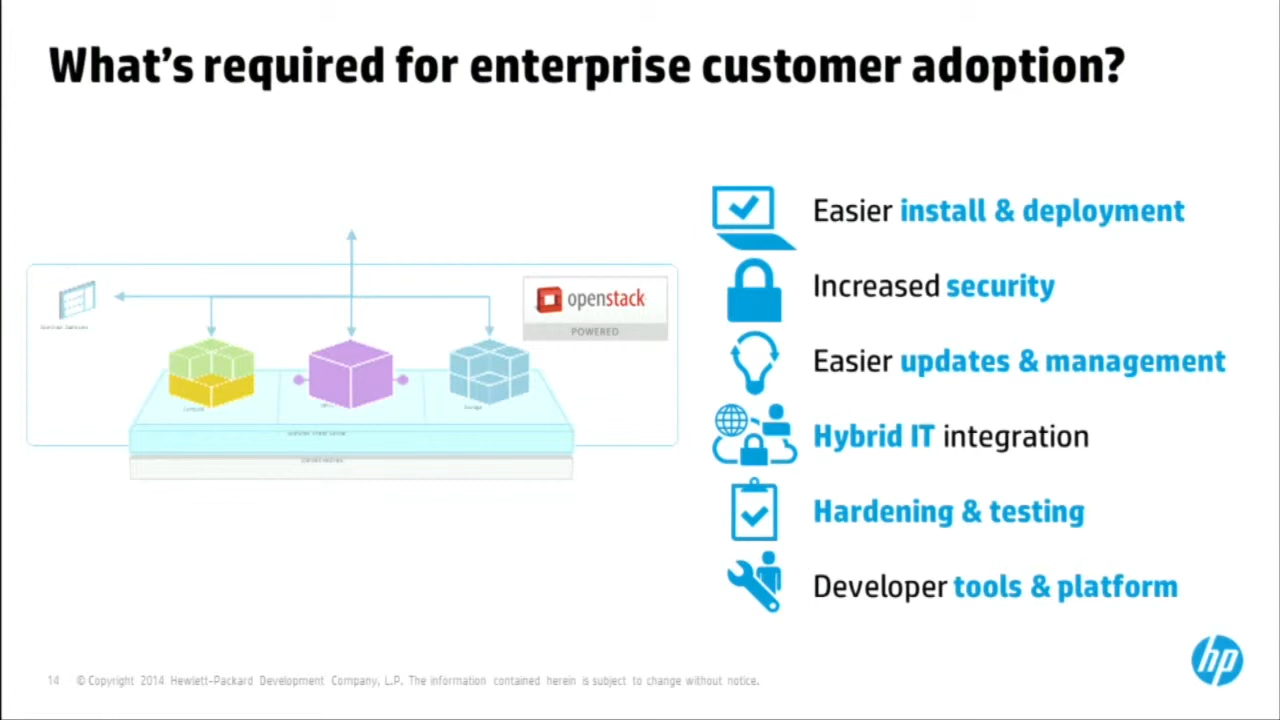 What's required for enterprise customer adoption?
openstack
POWERED
Easier install & deployment
Increased security
Easier updates & management
Hybrid IT integration
Hardening & testing
Developer tools & platform
hp
14 © Copyright 2014 Hewlett-Packard Development Company, L.P. The information contained herein is subject to change without notice.